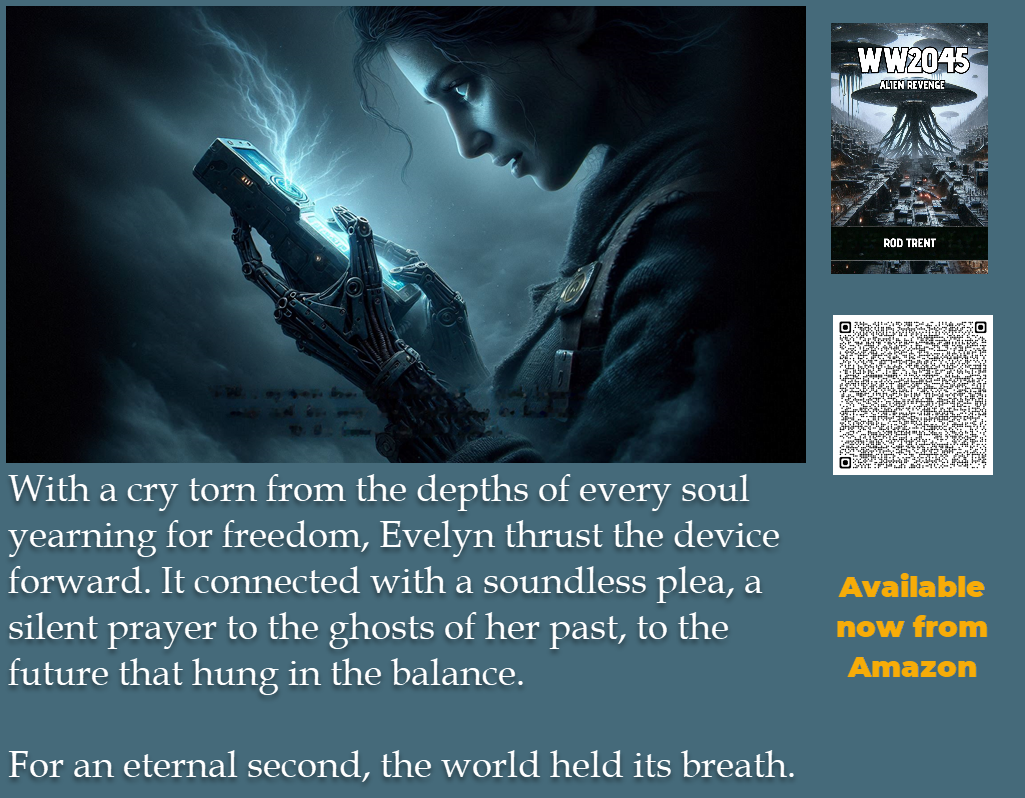 With a cry torn from the depths of every soul
yearning for freedom, Evelyn thrust the device
forward. It connected with a soundless plea, a
silent prayer to the ghosts of her past, to the
future that hung in the balance.
For an eternal second, the world held its breath.
WW2045
ALIEN REVENGE
ROD TRENT
Available
now from
Amazon